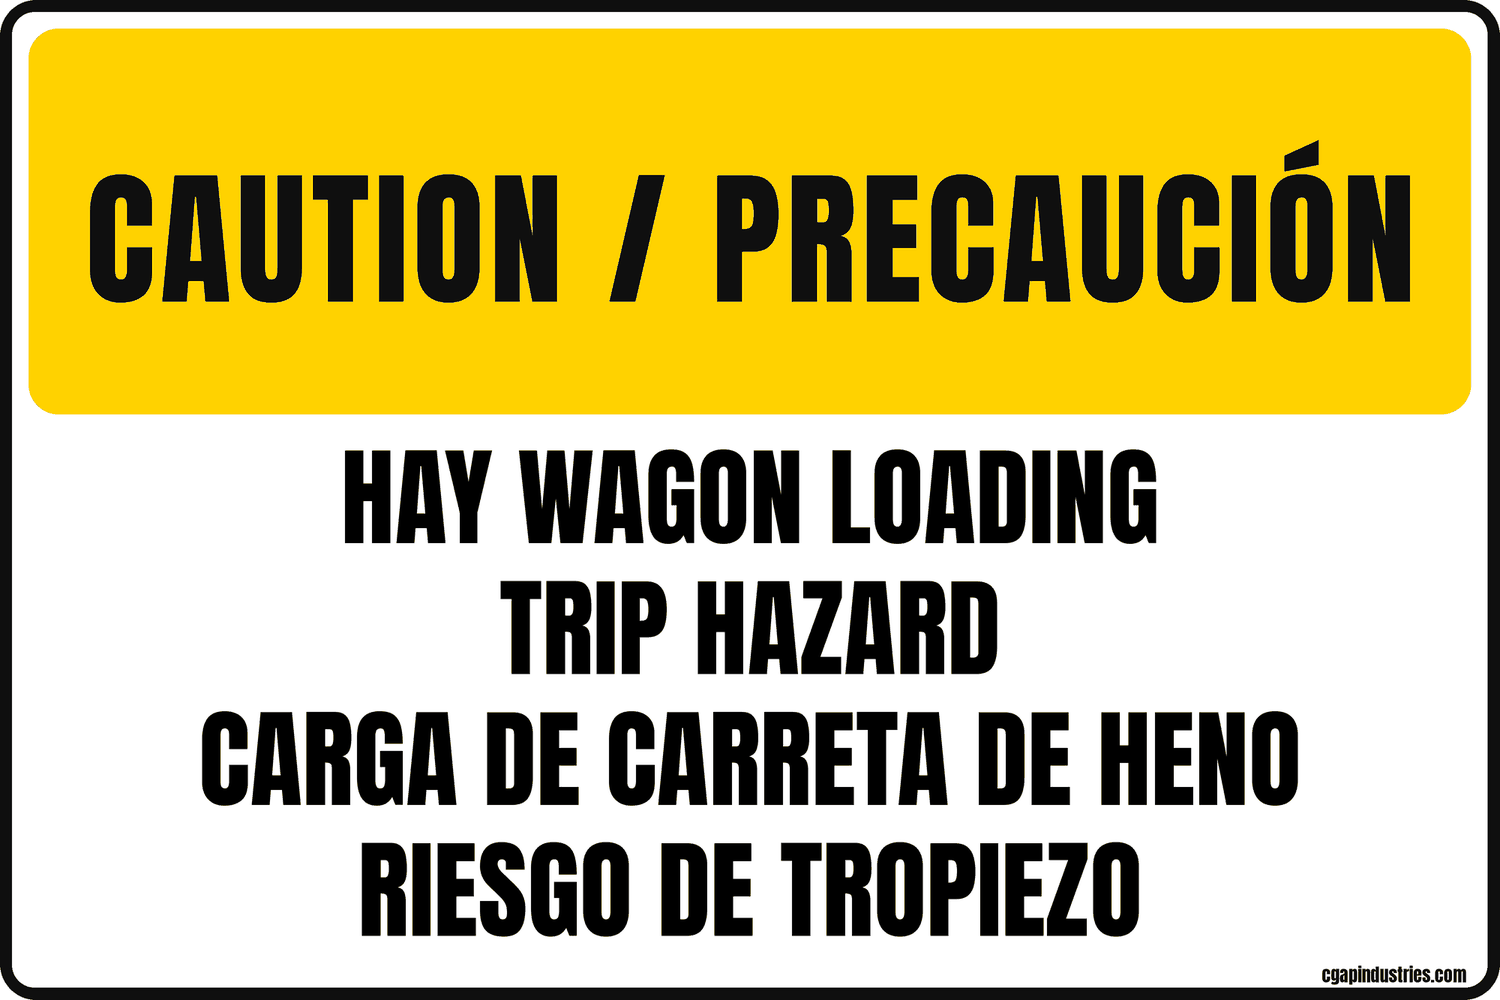 CAUTION / PRECAUCIÓN
HAY WAGON LOADING
TRIP HAZARD
CARGA DE CARRETA DE HENO
RIESGO DE TROPIEZO
cgapindustries.com